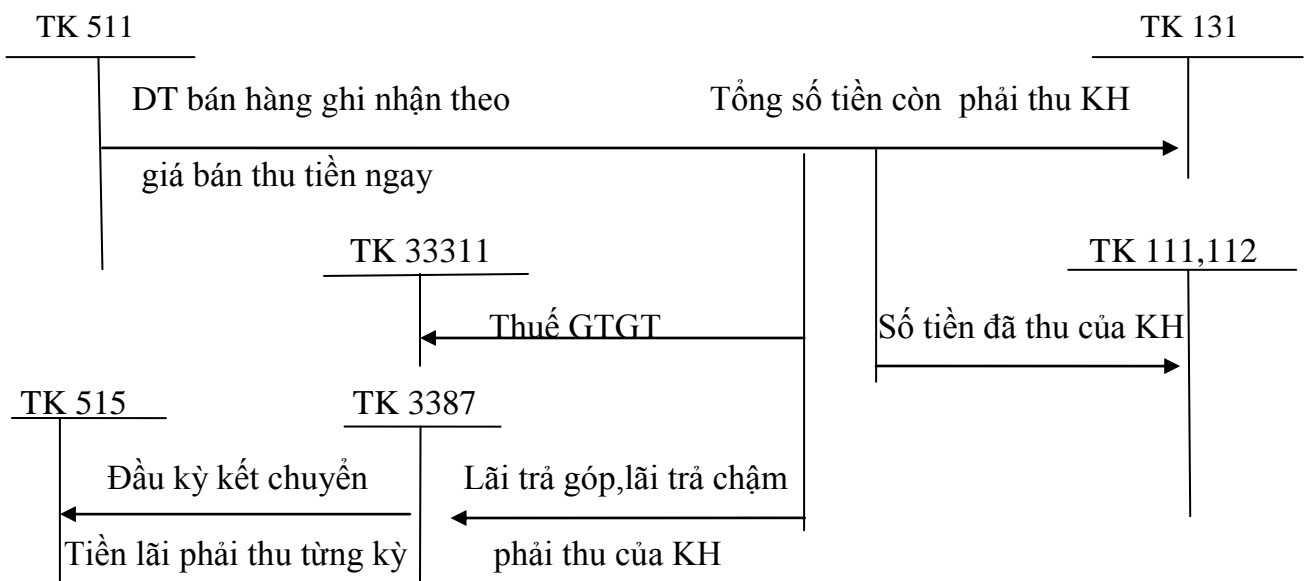 TK 511
TK 131
DT bán hàng ghi nhận theo
Tổng số tiền còn phải thu KH
giá bán thu tiền ngay
TK 33311
TK 111,112
Thuế GTGT
Số tiền đã thu của KH
TK 515
TK 3387
Đầu kỳ kết chuyển
Lãi trả góp,lãi trả chậm
Tiền lãi phải thu từng kỳ
phải thu của KH